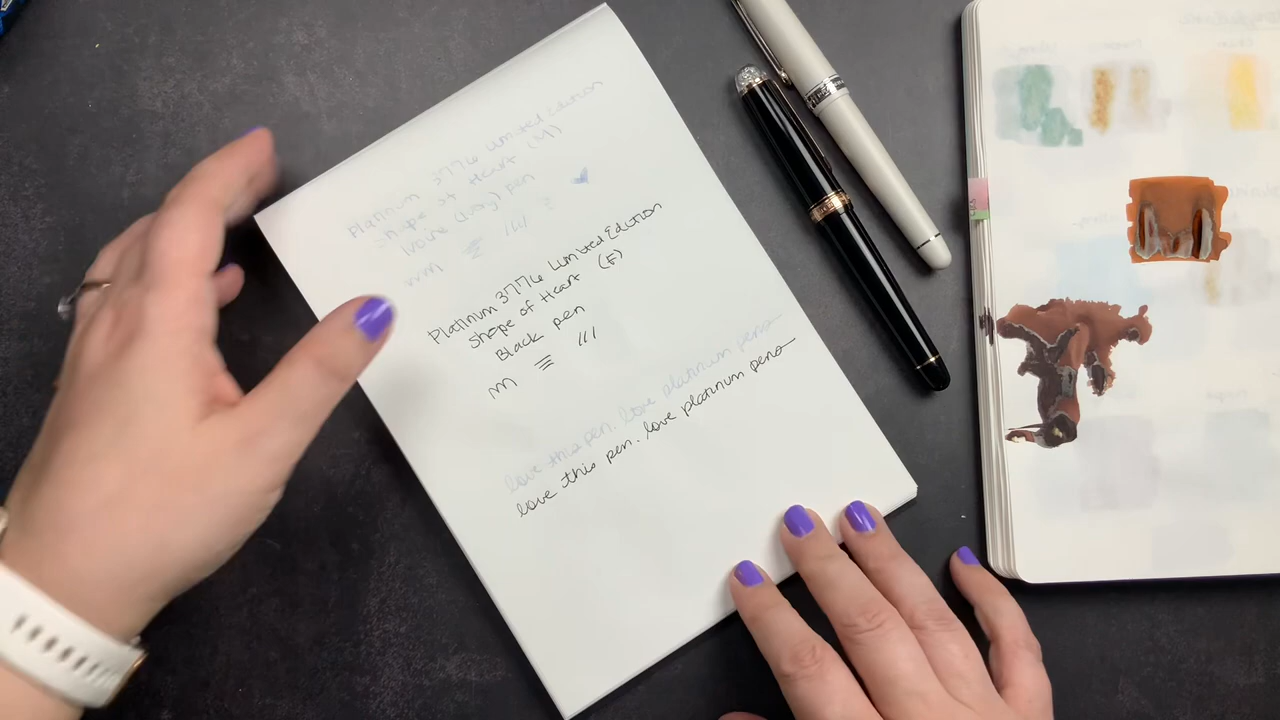 Platinum 3776 Limited Edition
Shape of Heart (M)
Ivoire (Ivory) pen
Platinum 3776 Limited Edition
Shape of Heart (F)
Black pen
love this pen. love platinum pens
love this pen. love platinum pens